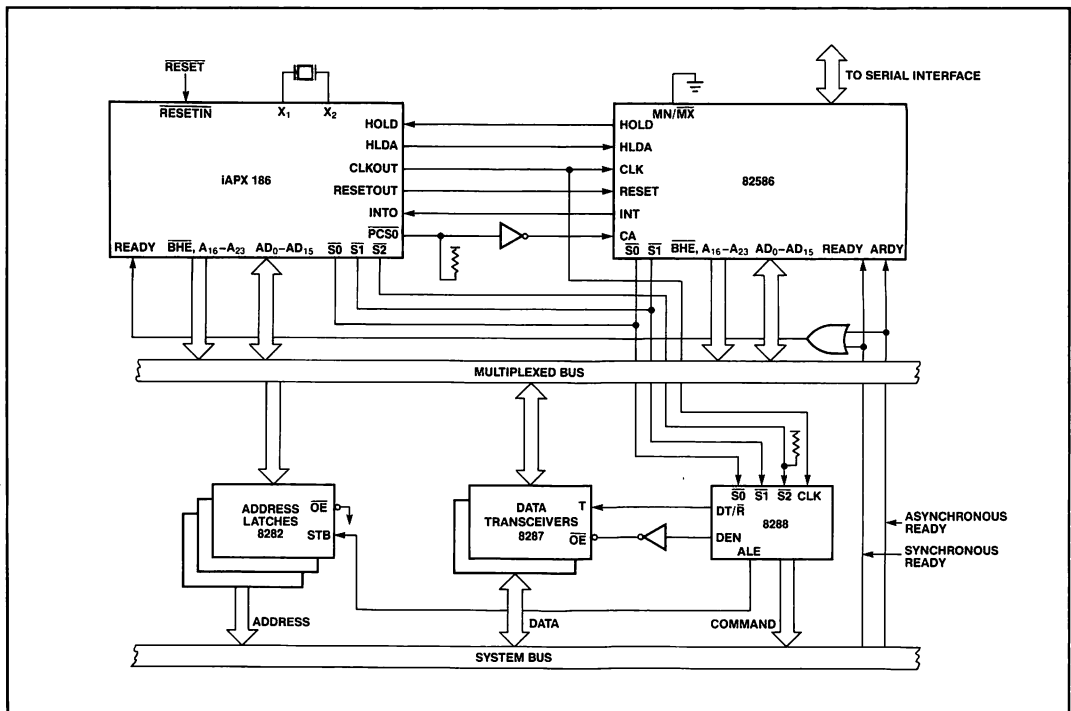 RESET
TO SERIAL INTERFACE
RESETIN X1 X2
MN/MX
HOLD HOLD
HLDA HLDA
CLKOUT CLK
iAPX 186 82586
RESETOUT RESET
INTO INT
PCS0 CA
READY BHE, A16–A23 AD0–AD15 S0 S1 S2
S0 S1 BHE, A16–A23 AD0–AD15 READY ARDY
MULTIPLEXED BUS
S0 S1 S2 CLK
ADDRESS LATCHES 8282
OE
STB
DATA TRANSCEIVERS 8287
T
OE
DT/R
DEN
ALE
8288
ASYNCHRONOUS READY
SYNCHRONOUS READY
ADDRESS DATA COMMAND
SYSTEM BUS